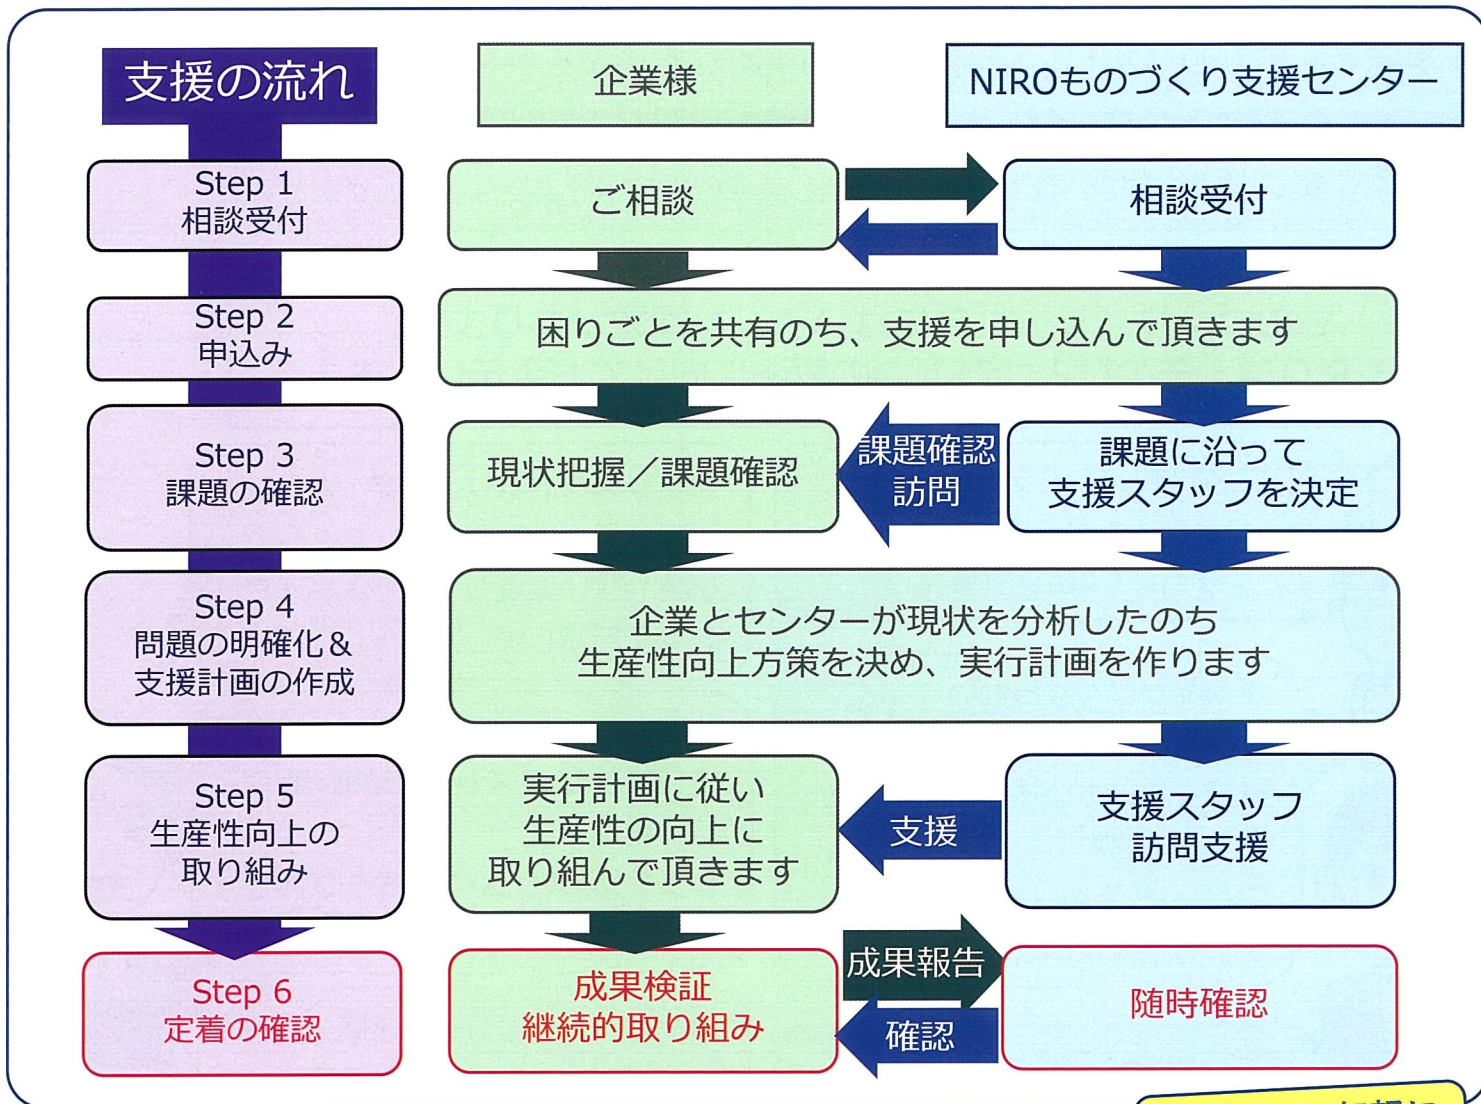 支援の流れ
企業様
NIROものづくり支援センター
Step 1
相談受付
ご相談
相談受付
Step 2
申込み
困りごとを共有のち、支援を申し込んで頂きます
Step 3
課題の確認
現状把握／課題確認
課題確認
訪問
課題に沿って
支援スタッフを決定
Step 4
問題の明確化＆
支援計画の作成
企業とセンターが現状を分析したのち
生産性向上方策を決め、実行計画を作ります
Step 5
生産性向上の
取り組み
実行計画に従い
生産性の向上に
取り組んで頂きます
支援
支援スタッフ
訪問支援
Step 6
定着の確認
成果検証
継続的取り組み
成果報告
確認
随時確認